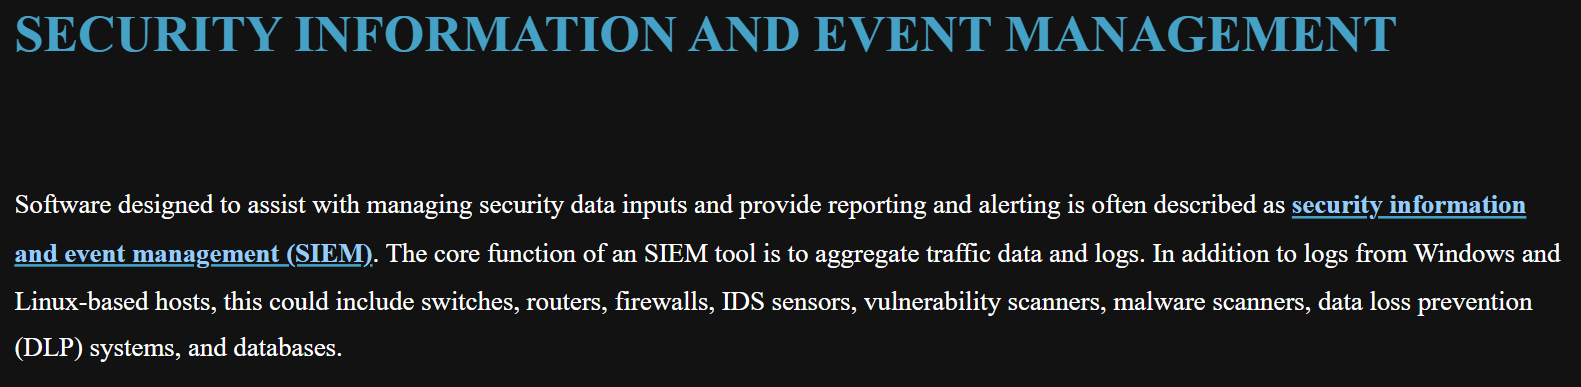 SECURITY INFORMATION AND EVENT MANAGEMENT
Software designed to assist with managing security data inputs and provide reporting and alerting is often described as security information
and event management (SIEM). The core function of an SIEM tool is to aggregate traffic data and logs. In addition to logs from Windows and
Linux-based hosts, this could include switches, routers, firewalls, IDS sensors, vulnerability scanners, malware scanners, data loss prevention
(DLP) systems, and databases.